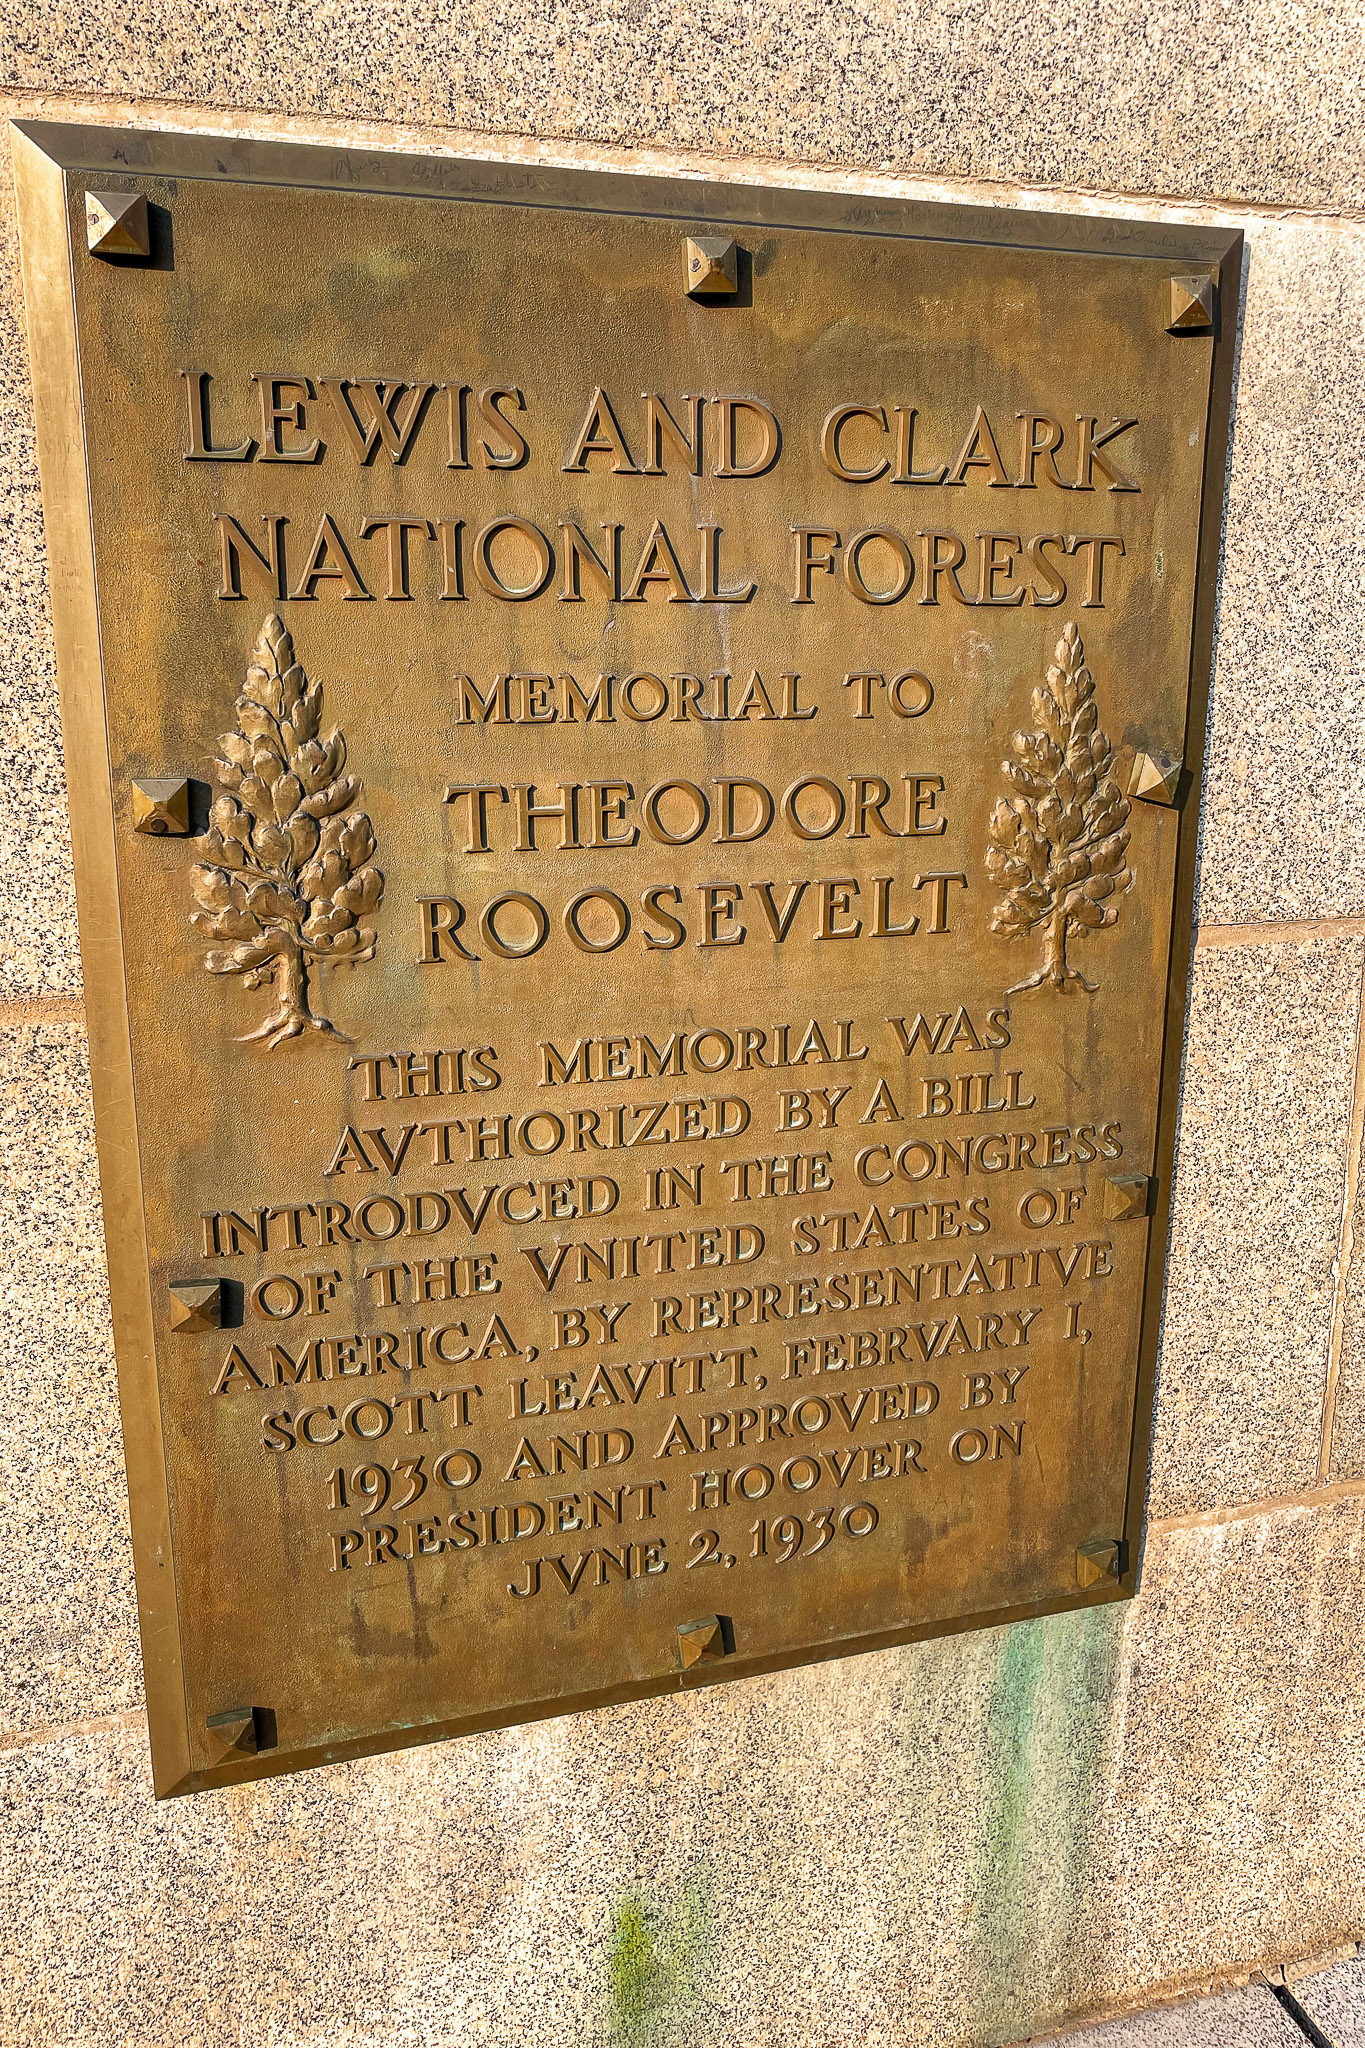 LEWIS AND CLARK
NATIONAL FOREST
MEMORIAL TO
THEODORE
ROOSEVELT
THIS MEMORIAL WAS
AVTHORIZED BY A BILL
INTRODVCED IN THE CONGRESS
OF THE VNITED STATES OF
AMERICA, BY REPRESENTATIVE
SCOTT LEAVITT, FEBRVARY 1,
1930 AND APPROVED BY
PRESIDENT HOOVER ON
JVNE 2, 1930